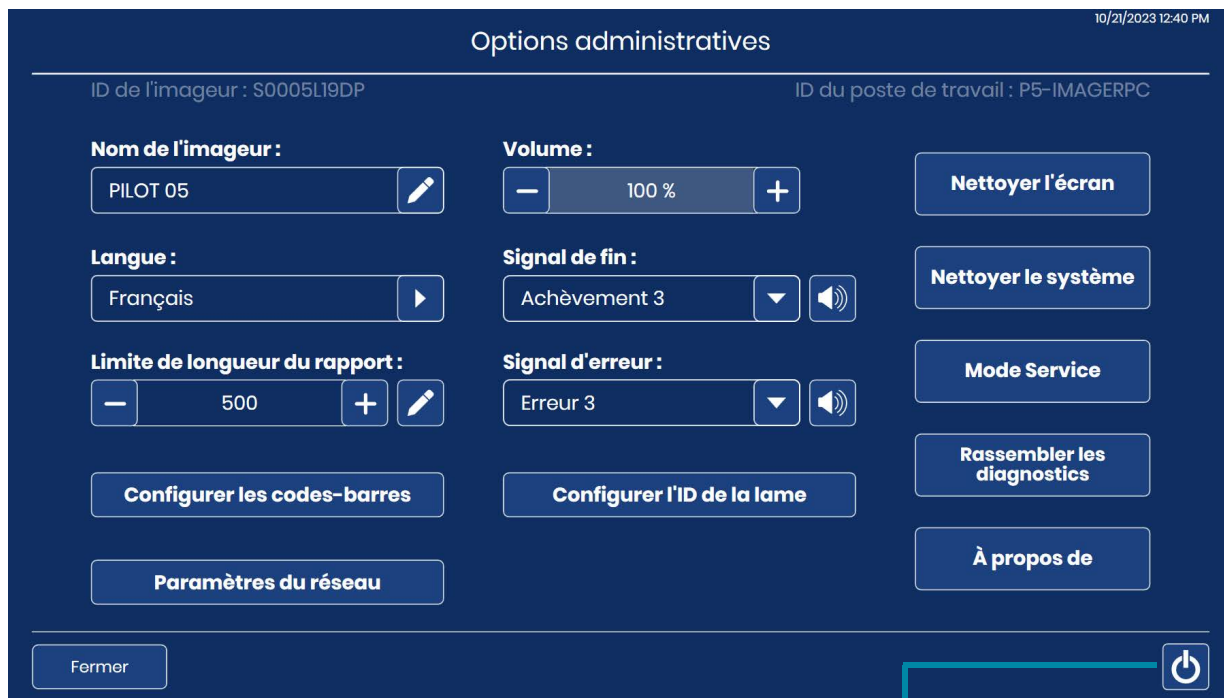 10/21/2023 12:40 PM
Options administratives
ID de l'imageur : S0005L19DP
ID du poste de travail : P5-IMAGERPC
Nom de l'imageur :
PILOT 05
Volume :
100 %
Nettoyer l'écran
Langue :
Français
Signal de fin :
Achèvement 3
Nettoyer le système
Limite de longueur du rapport :
500
Signal d'erreur :
Erreur 3
Mode Service
Rassembler les
diagnostics
Configurer les codes-barres
Configurer l'ID de la lame
À propos de
Paramètres du réseau
Fermer